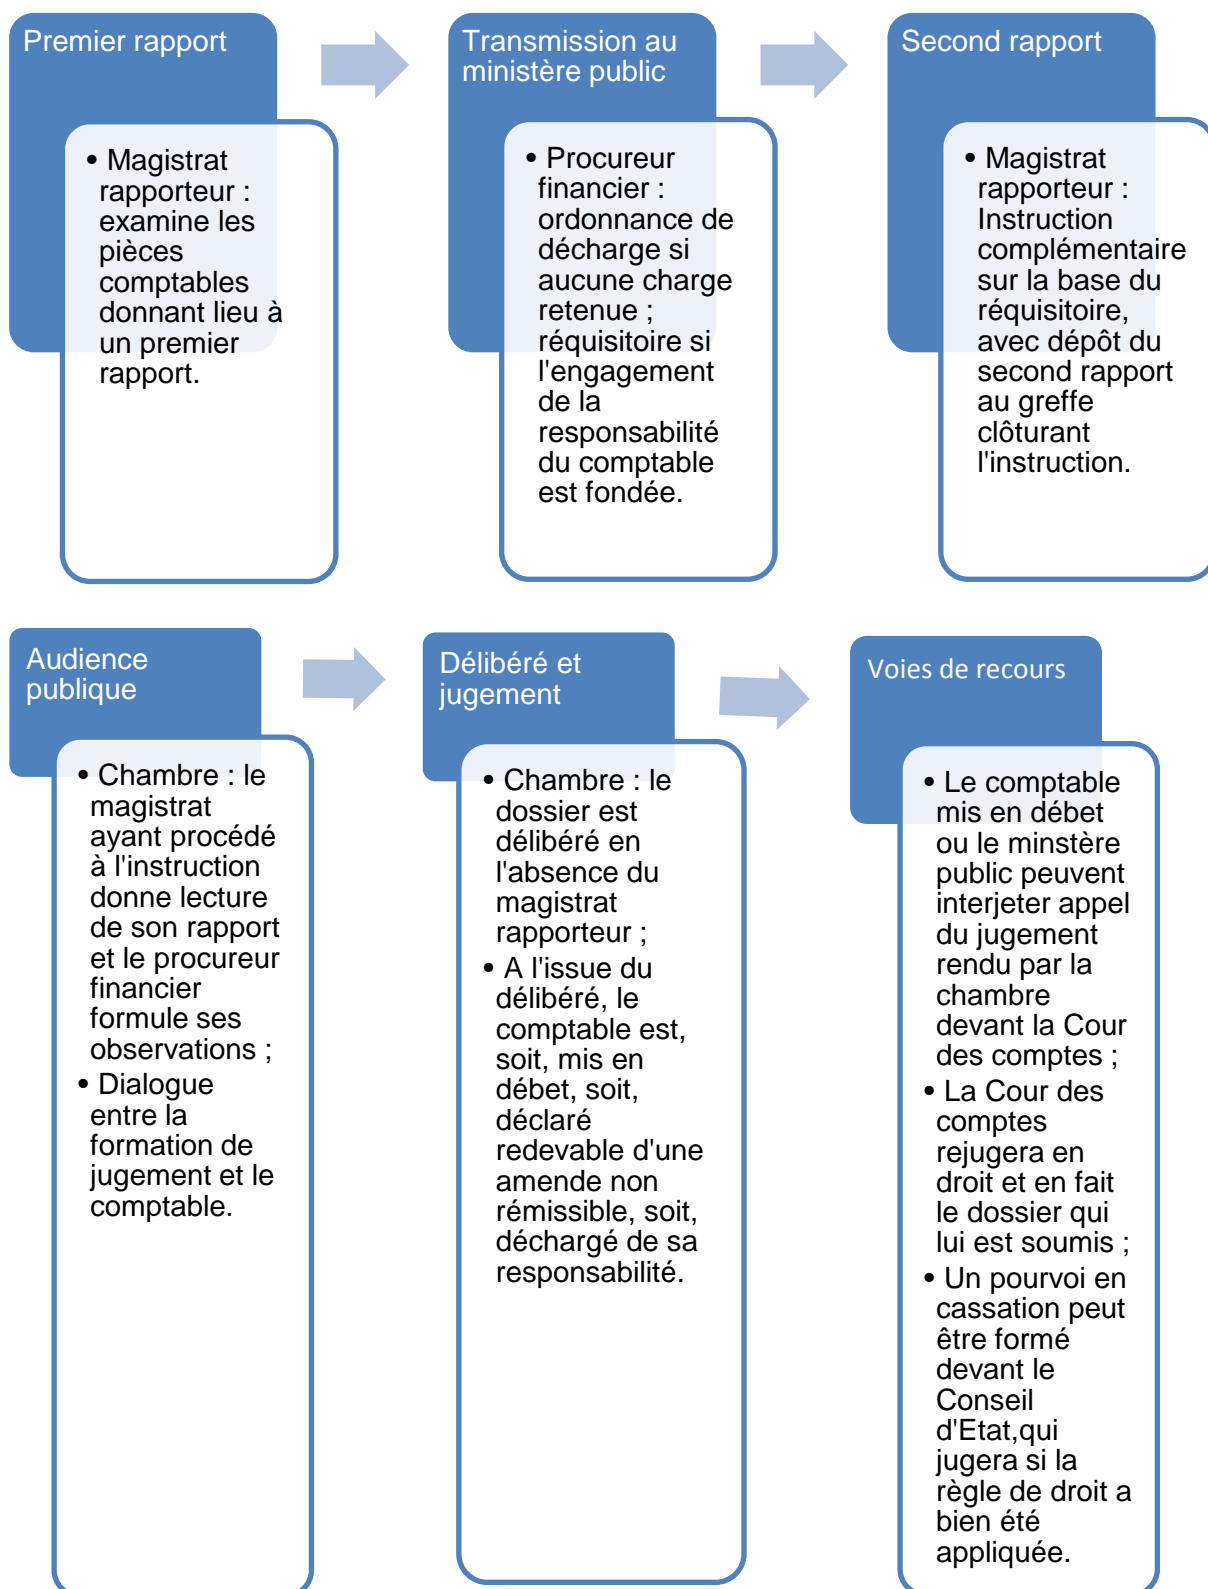 Premier rapport
• Magistrat
rapporteur :
examine les
pièces
comptables
donnant lieu à
un premier
rapport.
Transmission au
ministère public
• Procureur
financier :
ordonnance de
décharge si
aucune charge
retenue ;
réquisitoire si
l'engagement
de la
responsabilité
du comptable
est fondée.
Second rapport
• Magistrat
rapporteur :
Instruction
complémentaire
sur la base du
réquisitoire,
avec dépôt du
second rapport
au greffe
clôturant
l'instruction.
Audience
publique
• Chambre : le
magistrat
ayant procédé
à l'instruction
donne lecture
de son rapport
et le procureur
financier
formule ses
observations ;
• Dialogue
entre la
formation de
jugement et le
comptable.
Délibéré et
jugement
• Chambre : le
dossier est
délibéré en
l'absence du
magistrat
rapporteur ;
• A l'issue du
délibéré, le
comptable est,
soit, mis en
débet, soit,
déclaré
redevable d'une
amende non
rémissible, soit,
déchargé de sa
responsabilité.
Voies de recours
• Le comptable
mis en débet
ou le minstère
public peuvent
interjeter appel
du jugement
rendu par la
chambre
devant la Cour
des comptes ;
• La Cour des
comptes
rejugera en
droit et en fait
le dossier qui
lui est soumis ;
• Un pourvoi en
cassation peut
être formé
devant le
Conseil
d'Etat,qui
jugera si la
règle de droit a
bien été
appliquée.